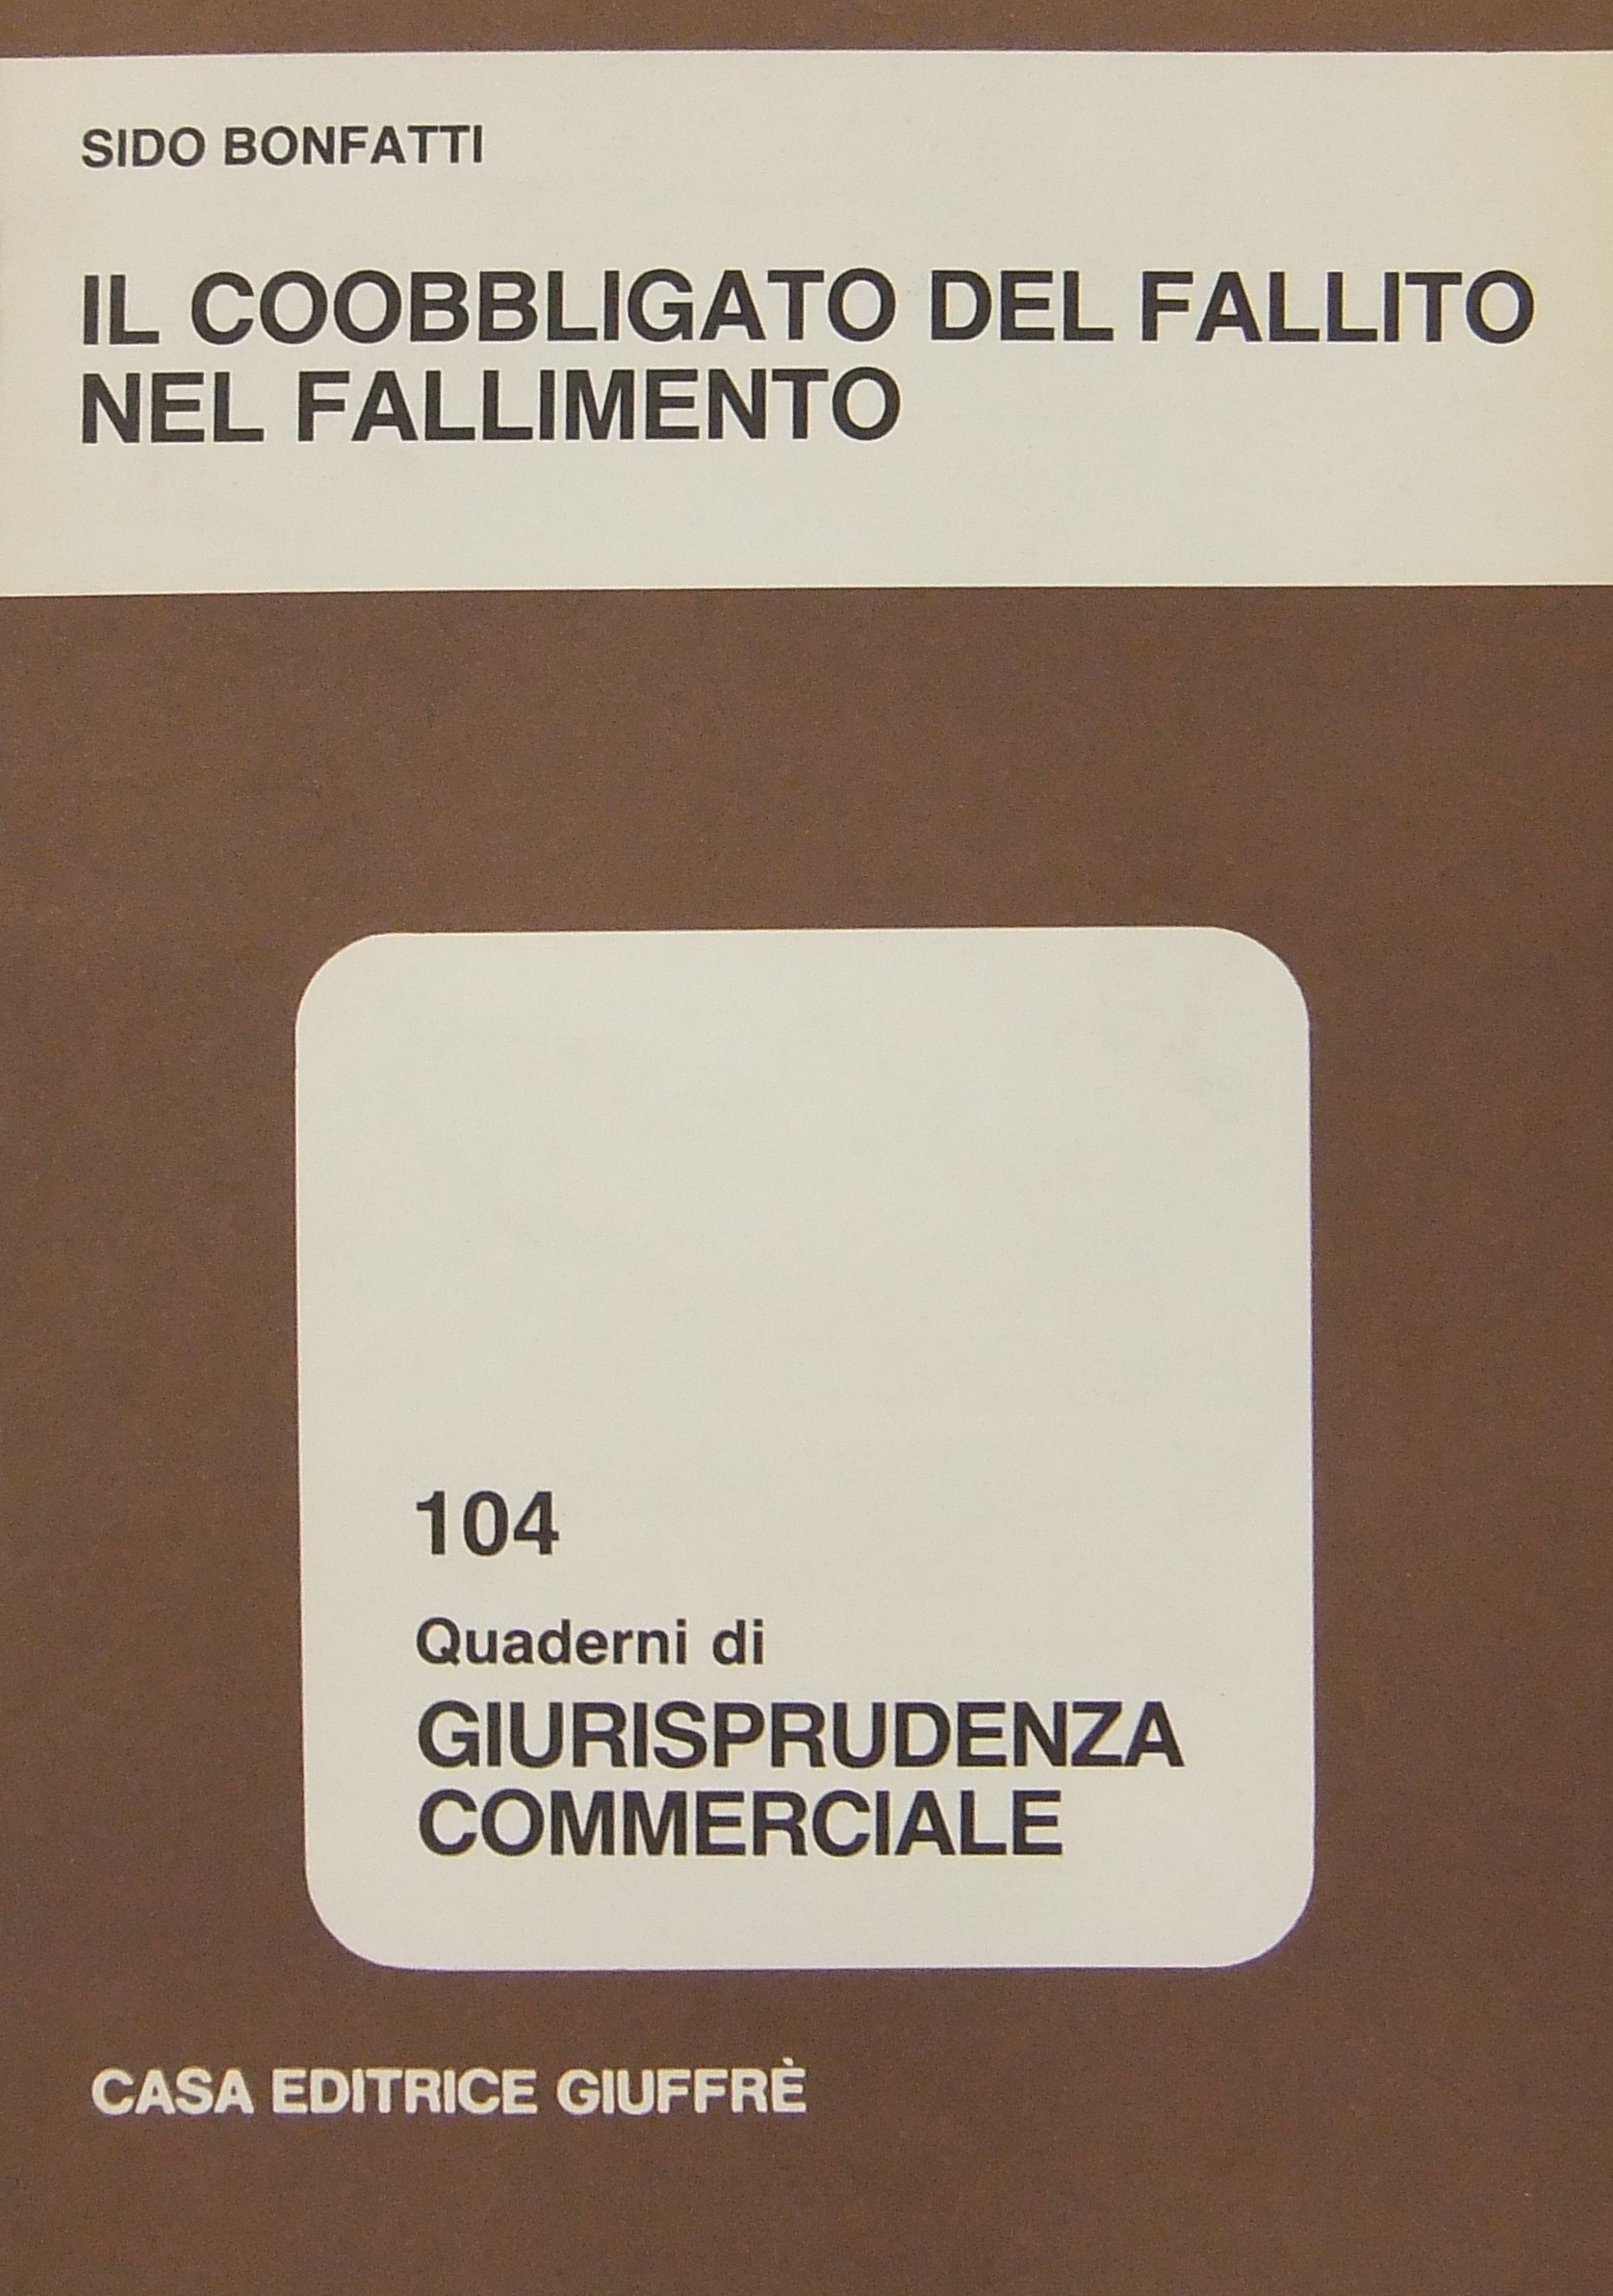 SIDO BONFATTI
IL COOBBLIGATO DEL FALLITO
NEL FALLIMENTO
104
Quaderni di
GIURISPRUDENZA
COMMERCIALE
CASA EDITRICE GIUFFRÈ